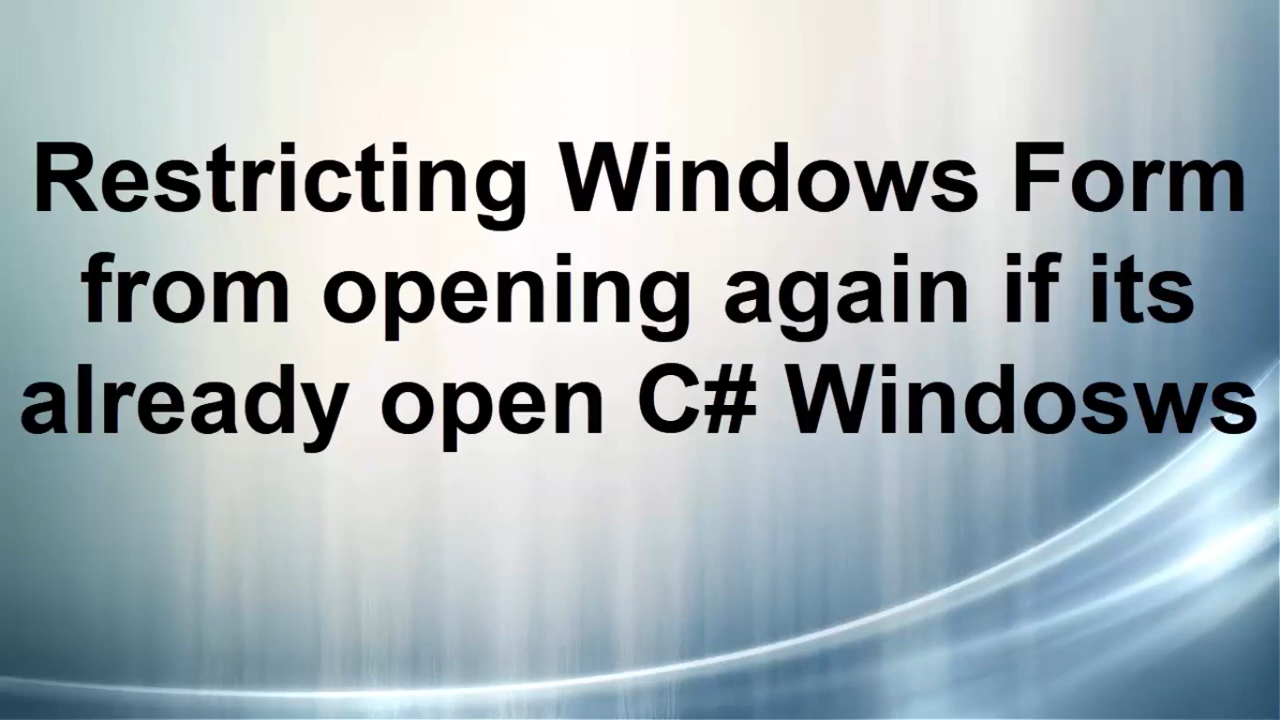 Restricting Windows Form
from opening again if its
already open C# Windosws